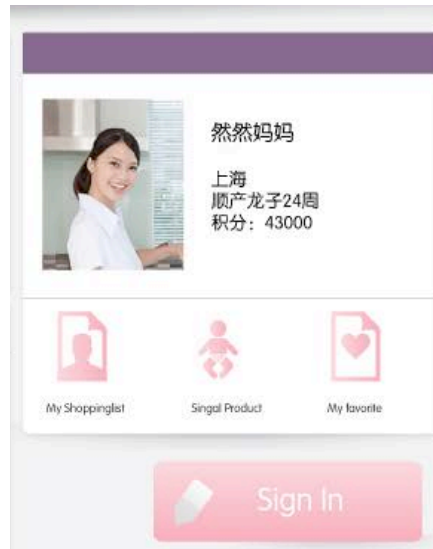 然然妈妈
上海
顺产龙子24周
积分：43000
My Shoppinglist
Singal Product
My favorite
Sign In